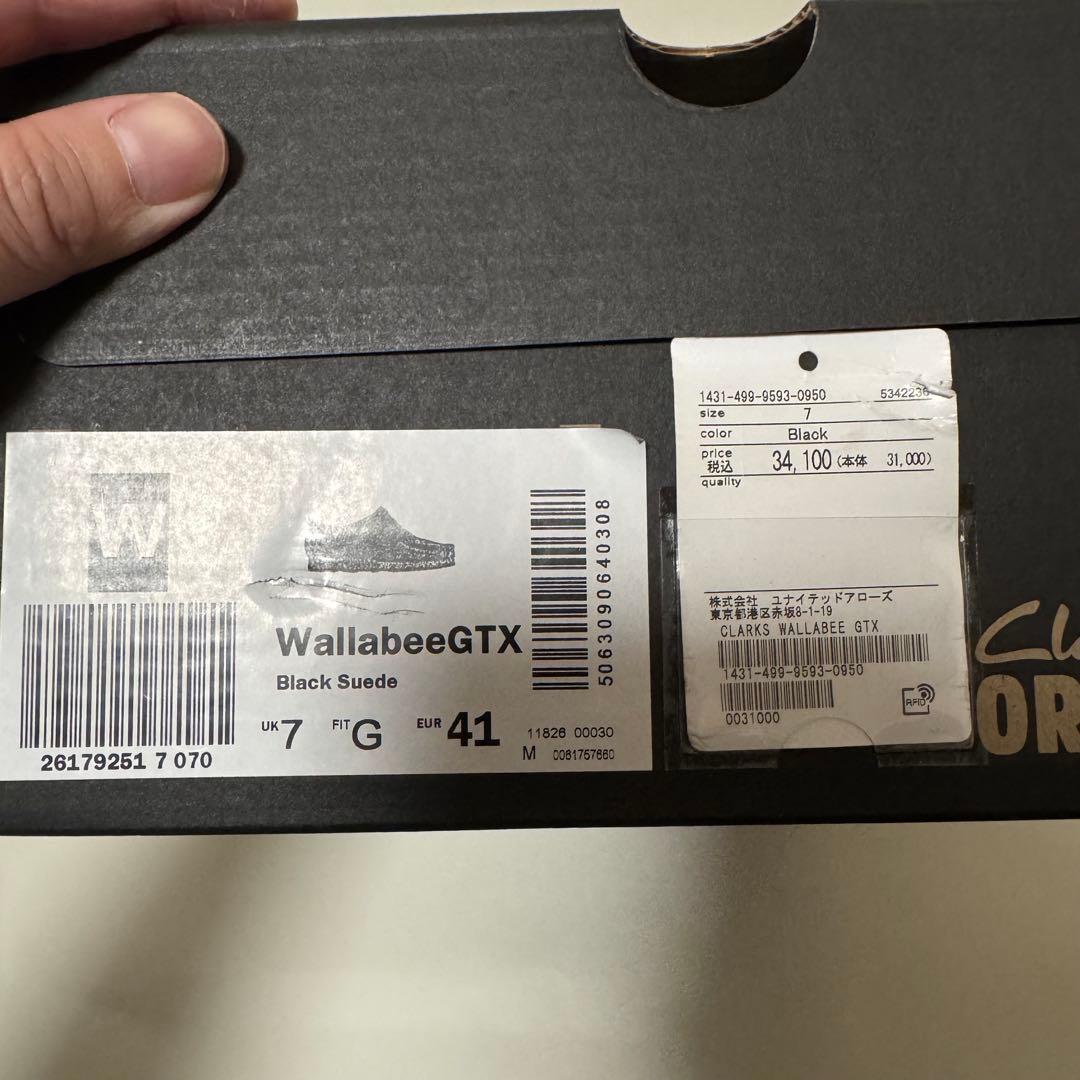 W
WallabeeGTX
Black Suede
UK 7 FIT G EUR 41
11826 00030
M 0061757660
26179251 7 070
5063090640308
1431-499-9593-0950 5342236
size 7
color Black
price 税込 34,100 (本体 31,000)
quality
株式会社 ユナイテッドアローズ
東京都港区赤坂8-1-19
CLARKS WALLABEE GTX
1431-499-9593-0950
0031000
RFID
OR